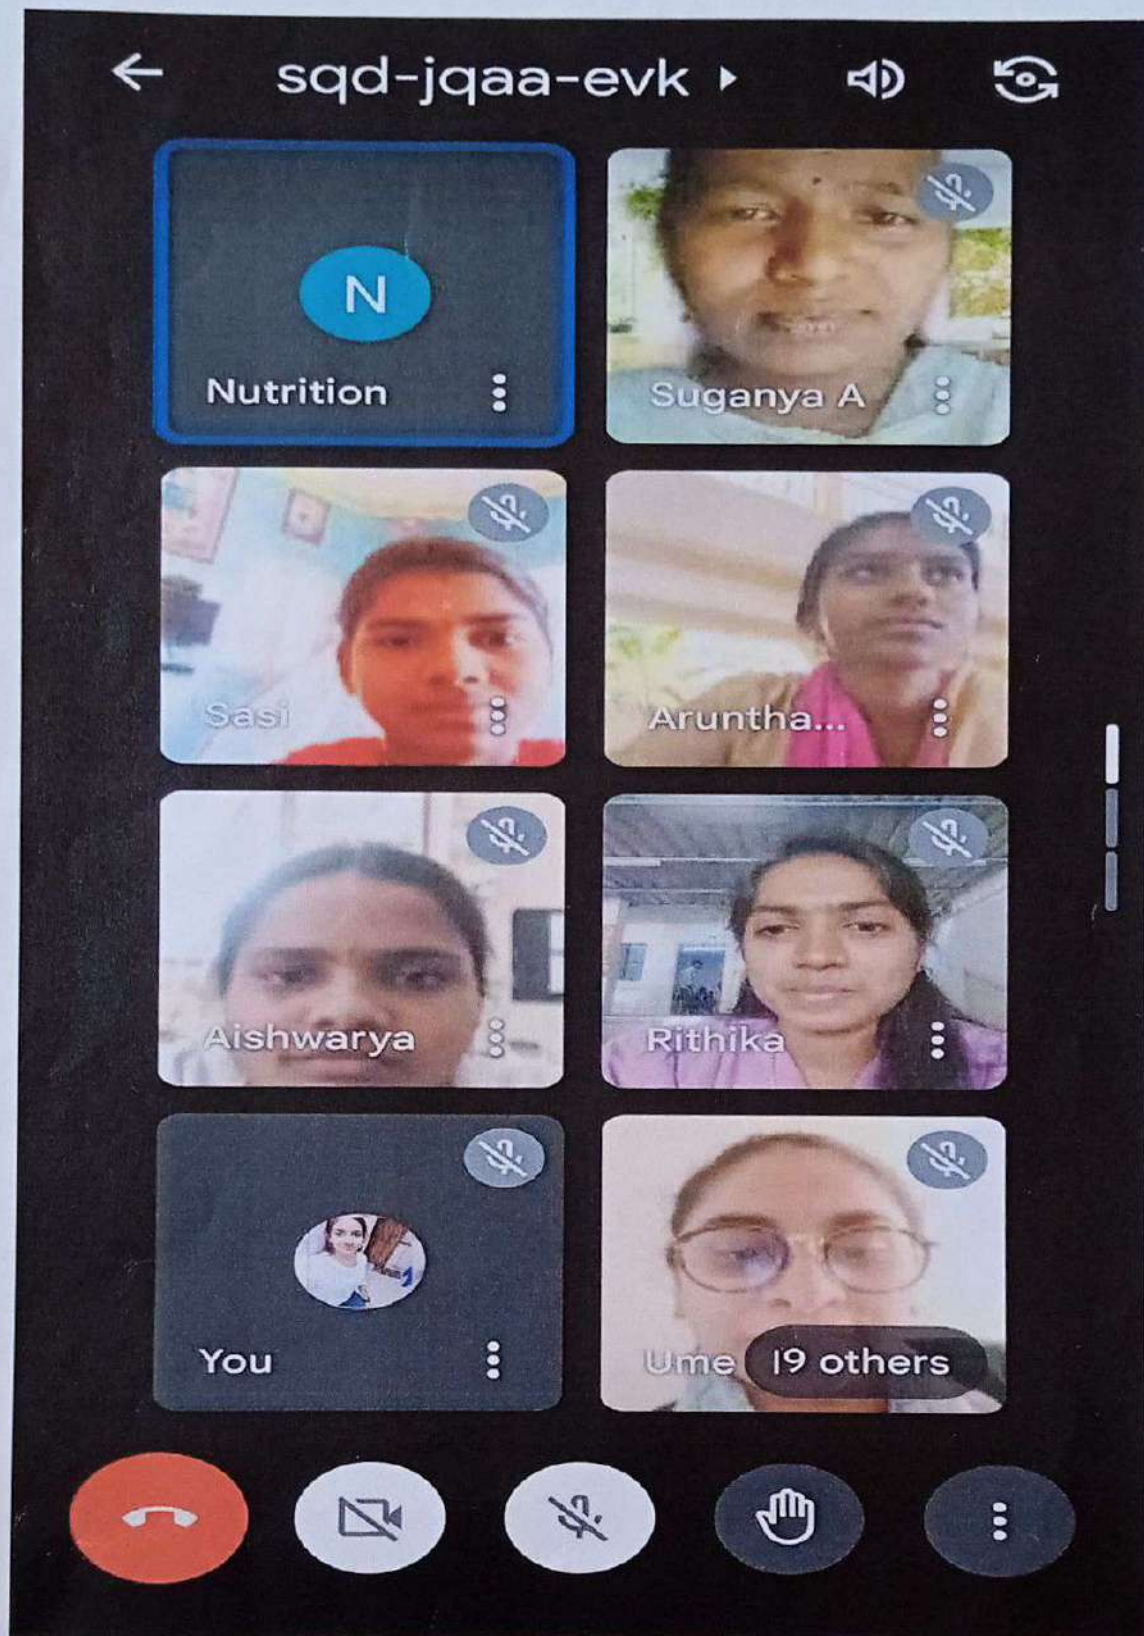 sqd-jqaa-evk
N
Nutrition
Suganya A
Sasi
Aruntha...
Aishwarya
Rithika
You
Ume
19 others